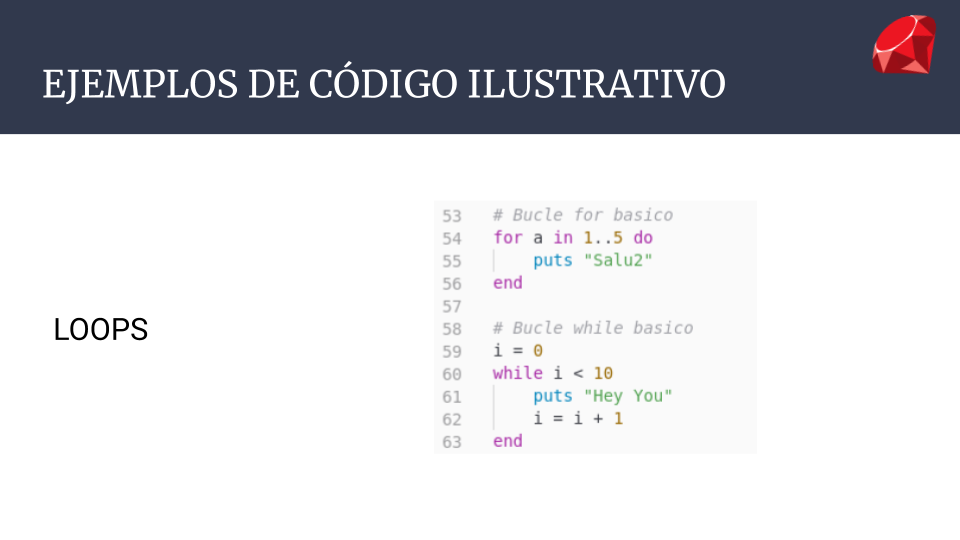 EJEMPLOS DE CÓDIGO ILUSTRATIVO
LOOPS
53 # Bucle for basico
54 for a in 1..5 do
55     puts "Salu2"
56 end
57
58 # Bucle while basico
59 i = 0
60 while i < 10
61     puts "Hey You"
62     i = i + 1
63 end